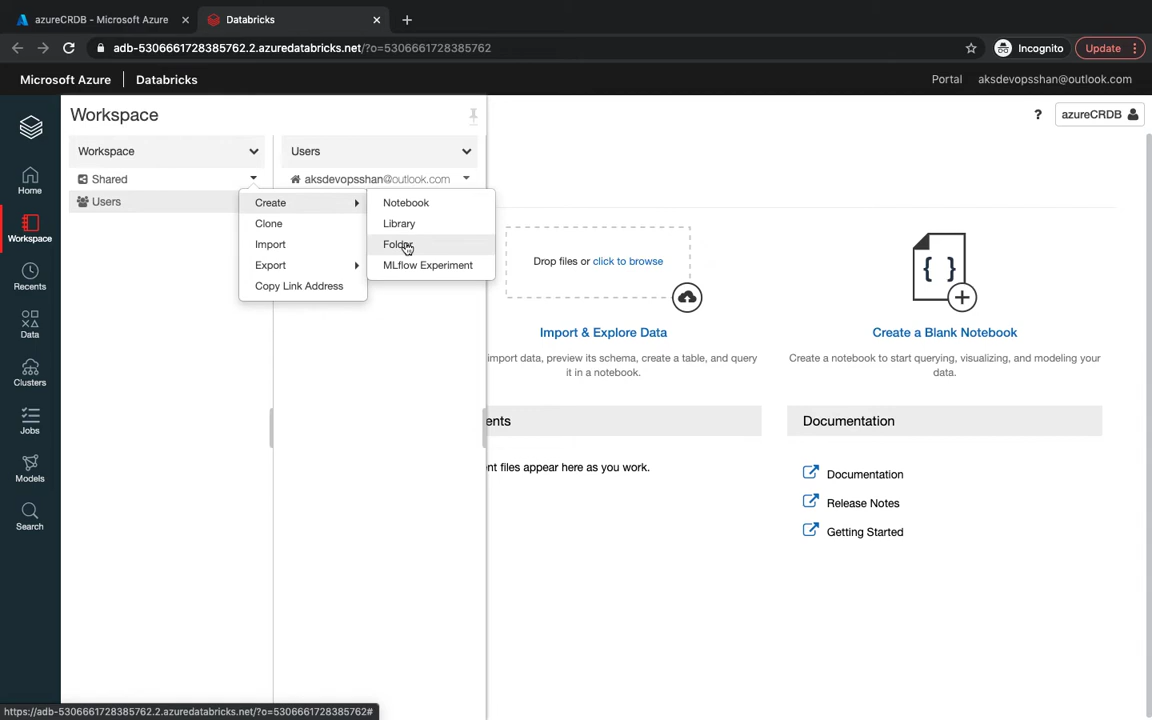 azureCRDB - Microsoft Azure
Databricks
adb-5306661728385762.2.azuredatabricks.net/?o=5306661728385762
Incognito
Update
Microsoft Azure
Databricks
Portal
aksdevopsshan@outlook.com
Workspace
azureCRDB
Workspace
Users
Shared
aksdevopsshan@outlook.com
Users
Create
Clone
Import
Export
Copy Link Address
Notebook
Library
Folder
MLflow Experiment
Home
Workspace
Recents
Data
Clusters
Jobs
Models
Search
Drop files or click to browse
Import & Explore Data
import data, preview its schema, create a table, and query
it in a notebook.
Create a Blank Notebook
Create a notebook to start querying, visualizing, and modeling your
data.
ents
nt files appear here as you work.
Documentation
Documentation
Release Notes
Getting Started
https://adb-5306661728385762.2.azuredatabricks.net/?o=5306661728385762#